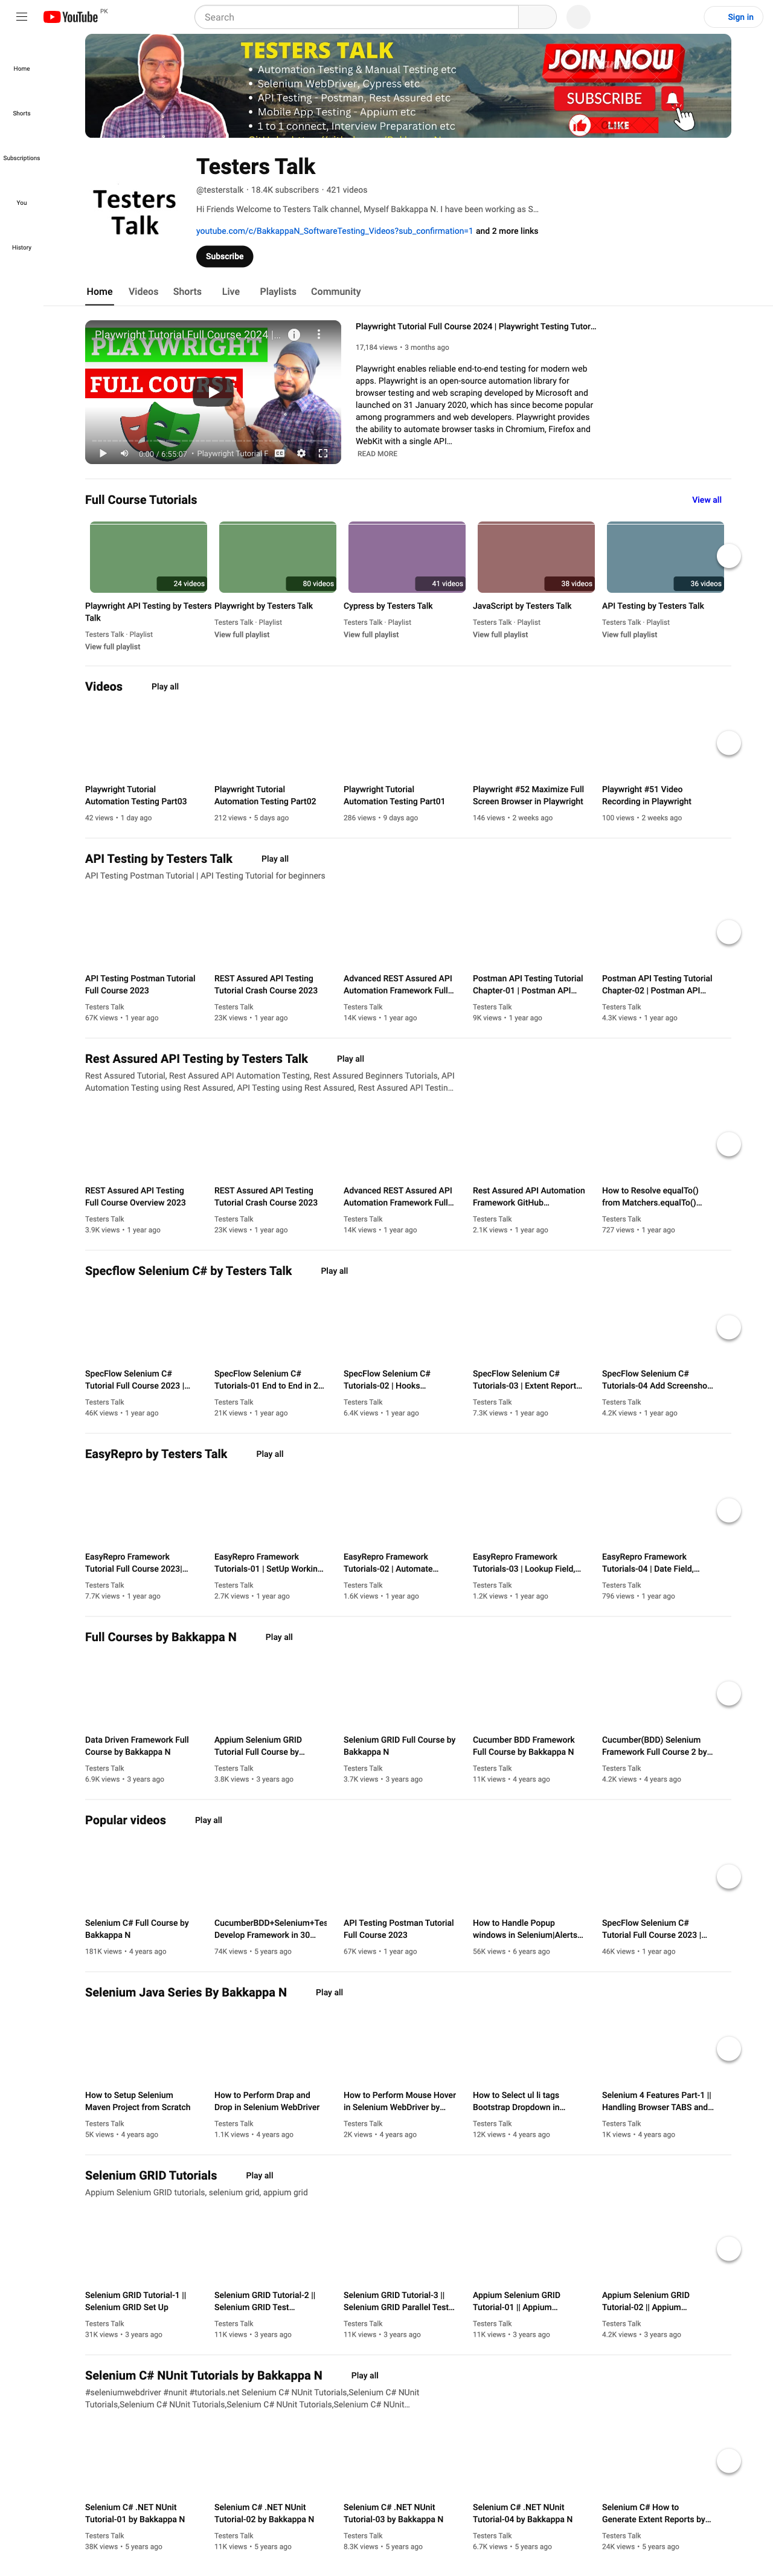 YouTube PK
Search
Sign in
Home
Shorts
Subscriptions
You
History
TESTERS TALK
• Automation Testing & Manual Testing etc
• Selenium WebDriver, Cypress etc
• API Testing - Postman, Rest Assured etc
• Mobile App Testing - Appium etc
• 1 to 1 connect, Interview Preparation etc
JOIN NOW
SUBSCRIBE
LIKE
Testers
Talk
Testers Talk
@testerstalk · 18.4K subscribers · 421 videos
Hi Friends Welcome to Testers Talk channel, Myself Bakkappa N. I have been working as S...
youtube.com/c/BakkappaN_SoftwareTesting_Videos?sub_confirmation=1 and 2 more links
Subscribe
Home Videos Shorts Live Playlists Community
Playwright Tutorial Full Course 2024 |...
PLAYWRIGHT
FULL COURSE
0:00 / 6:55:07 • Playwright Tutorial F
CC
Playwright Tutorial Full Course 2024 | Playwright Testing Tutor...
17,184 views • 3 months ago
Playwright enables reliable end-to-end testing for modern web
apps. Playwright is an open-source automation library for
browser testing and web scraping developed by Microsoft and
launched on 31 January 2020, which has since become popular
among programmers and web developers. Playwright provides
the ability to automate browser tasks in Chromium, Firefox and
WebKit with a single API...
READ MORE
Full Course Tutorials
View all
24 videos
80 videos
41 videos
38 videos
36 videos
Playwright API Testing by Testers
Talk
Testers Talk · Playlist
View full playlist
Playwright by Testers Talk
Testers Talk · Playlist
View full playlist
Cypress by Testers Talk
Testers Talk · Playlist
View full playlist
JavaScript by Testers Talk
Testers Talk · Playlist
View full playlist
API Testing by Testers Talk
Testers Talk · Playlist
View full playlist
Videos Play all
Playwright Tutorial
Automation Testing Part03
42 views • 1 day ago
Playwright Tutorial
Automation Testing Part02
212 views • 5 days ago
Playwright Tutorial
Automation Testing Part01
286 views • 9 days ago
Playwright #52 Maximize Full
Screen Browser in Playwright
146 views • 2 weeks ago
Playwright #51 Video
Recording in Playwright
100 views • 2 weeks ago
API Testing by Testers Talk Play all
API Testing Postman Tutorial | API Testing Tutorial for beginners
API Testing Postman Tutorial
Full Course 2023
Testers Talk
67K views • 1 year ago
REST Assured API Testing
Tutorial Crash Course 2023
Testers Talk
23K views • 1 year ago
Advanced REST Assured API
Automation Framework Full...
Testers Talk
14K views • 1 year ago
Postman API Testing Tutorial
Chapter-01 | Postman API...
Testers Talk
9K views • 1 year ago
Postman API Testing Tutorial
Chapter-02 | Postman API...
Testers Talk
4.3K views • 1 year ago
Rest Assured API Testing by Testers Talk Play all
Rest Assured Tutorial, Rest Assured API Automation Testing, Rest Assured Beginners Tutorials, API
Automation Testing using Rest Assured, API Testing using Rest Assured, Rest Assured API Testin...
REST Assured API Testing
Full Course Overview 2023
Testers Talk
3.9K views • 1 year ago
REST Assured API Testing
Tutorial Crash Course 2023
Testers Talk
23K views • 1 year ago
Advanced REST Assured API
Automation Framework Full...
Testers Talk
14K views • 1 year ago
Rest Assured API Automation
Framework GitHub...
Testers Talk
2.1K views • 1 year ago
How to Resolve equalTo()
from Matchers.equalTo()...
Testers Talk
727 views • 1 year ago
Specflow Selenium C# by Testers Talk Play all
SpecFlow Selenium C#
Tutorial Full Course 2023 |...
Testers Talk
46K views • 1 year ago
SpecFlow Selenium C#
Tutorials-01 End to End in 2...
Testers Talk
21K views • 1 year ago
SpecFlow Selenium C#
Tutorials-02 | Hooks...
Testers Talk
6.4K views • 1 year ago
SpecFlow Selenium C#
Tutorials-03 | Extent Report...
Testers Talk
7.3K views • 1 year ago
SpecFlow Selenium C#
Tutorials-04 Add Screensho...
Testers Talk
4.2K views • 1 year ago
EasyRepro by Testers Talk Play all
EasyRepro Framework
Tutorial Full Course 2023|...
Testers Talk
7.7K views • 1 year ago
EasyRepro Framework
Tutorials-01 | SetUp Workin...
Testers Talk
2.7K views • 1 year ago
EasyRepro Framework
Tutorials-02 | Automate...
Testers Talk
1.6K views • 1 year ago
EasyRepro Framework
Tutorials-03 | Lookup Field,...
Testers Talk
1.2K views • 1 year ago
EasyRepro Framework
Tutorials-04 | Date Field,...
Testers Talk
796 views • 1 year ago
Full Courses by Bakkappa N Play all
Data Driven Framework Full
Course by Bakkappa N
Testers Talk
6.9K views • 3 years ago
Appium Selenium GRID
Tutorial Full Course by...
Testers Talk
3.8K views • 3 years ago
Selenium GRID Full Course by
Bakkappa N
Testers Talk
3.7K views • 3 years ago
Cucumber BDD Framework
Full Course by Bakkappa N
Testers Talk
11K views • 4 years ago
Cucumber(BDD) Selenium
Framework Full Course 2 by...
Testers Talk
4.2K views • 4 years ago
Popular videos Play all
Selenium C# Full Course by
Bakkappa N
181K views • 4 years ago
CucumberBDD+Selenium+Tes
Develop Framework in 30...
74K views • 5 years ago
API Testing Postman Tutorial
Full Course 2023
67K views • 1 year ago
How to Handle Popup
windows in Selenium|Alerts...
56K views • 6 years ago
SpecFlow Selenium C#
Tutorial Full Course 2023 |...
46K views • 1 year ago
Selenium Java Series By Bakkappa N Play all
How to Setup Selenium
Maven Project from Scratch
Testers Talk
5K views • 4 years ago
How to Perform Drap and
Drop in Selenium WebDriver
Testers Talk
1.1K views • 4 years ago
How to Perform Mouse Hover
in Selenium WebDriver by...
Testers Talk
2K views • 4 years ago
How to Select ul li tags
Bootstrap Dropdown in...
Testers Talk
12K views • 4 years ago
Selenium 4 Features Part-1 ||
Handling Browser TABS and...
Testers Talk
1K views • 4 years ago
Selenium GRID Tutorials Play all
Appium Selenium GRID tutorials, selenium grid, appium grid
Selenium GRID Tutorial-1 ||
Selenium GRID Set Up
Testers Talk
31K views • 3 years ago
Selenium GRID Tutorial-2 ||
Selenium GRID Test...
Testers Talk
11K views • 3 years ago
Selenium GRID Tutorial-3 ||
Selenium GRID Parallel Test...
Testers Talk
11K views • 3 years ago
Appium Selenium GRID
Tutorial-01 || Appium...
Testers Talk
11K views • 3 years ago
Appium Selenium GRID
Tutorial-02 || Appium...
Testers Talk
4.2K views • 3 years ago
Selenium C# NUnit Tutorials by Bakkappa N Play all
#seleniumwebdriver #nunit #tutorials.net Selenium C# NUnit Tutorials,Selenium C# NUnit
Tutorials,Selenium C# NUnit Tutorials,Selenium C# NUnit Tutorials,Selenium C# NUnit...
Selenium C# .NET NUnit
Tutorial-01 by Bakkappa N
Testers Talk
38K views • 5 years ago
Selenium C# .NET NUnit
Tutorial-02 by Bakkappa N
Testers Talk
11K views • 5 years ago
Selenium C# .NET NUnit
Tutorial-03 by Bakkappa N
Testers Talk
8.3K views • 5 years ago
Selenium C# .NET NUnit
Tutorial-04 by Bakkappa N
Testers Talk
6.7K views • 5 years ago
Selenium C# How to
Generate Extent Reports by...
Testers Talk
24K views • 5 years ago